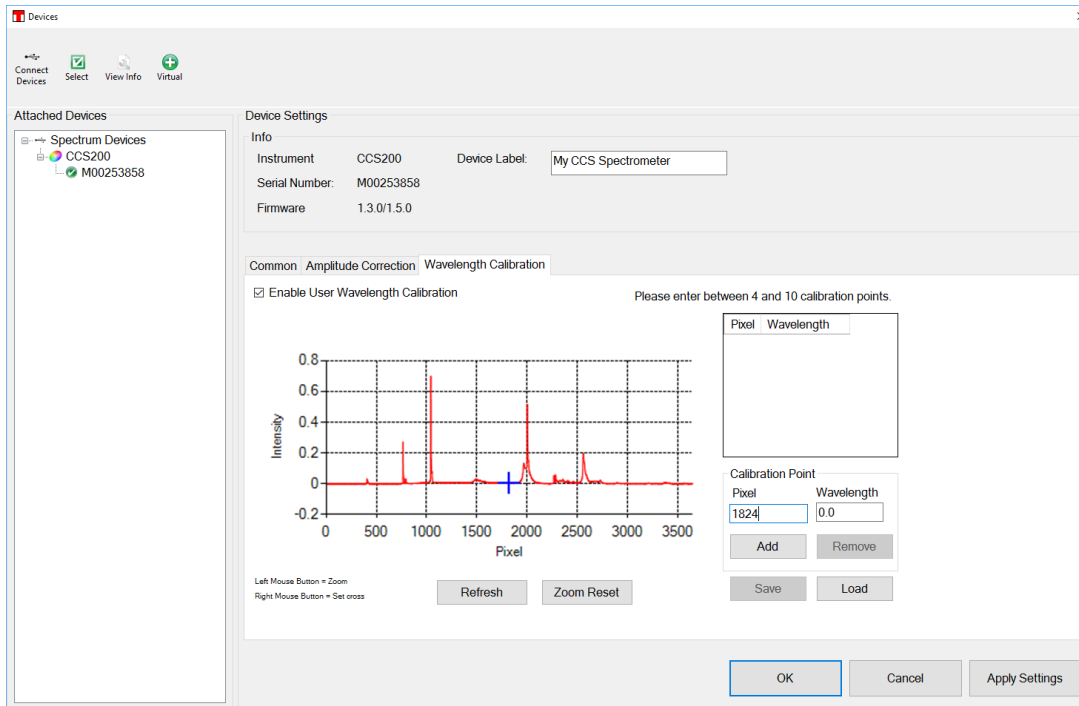 Devices
Connect Devices
Select
View Info
Virtual
Attached Devices
Spectrum Devices
CCS200
M00253858
Device Settings
Info
Instrument CCS200 Device Label: My CCS Spectrometer
Serial Number: M00253858
Firmware 1.3.0/1.5.0
Common Amplitude Correction Wavelength Calibration
Enable User Wavelength Calibration
Please enter between 4 and 10 calibration points.
Pixel Wavelength
0.8
0.6
0.4
0.2
0
-0.2
Intensity
0 500 1000 1500 2000 2500 3000 3500
Pixel
Calibration Point
Pixel Wavelength
1824 0.0
Add Remove
Save Load
Left Mouse Button = Zoom
Right Mouse Button = Set cross
Refresh Zoom Reset
OK Cancel Apply Settings